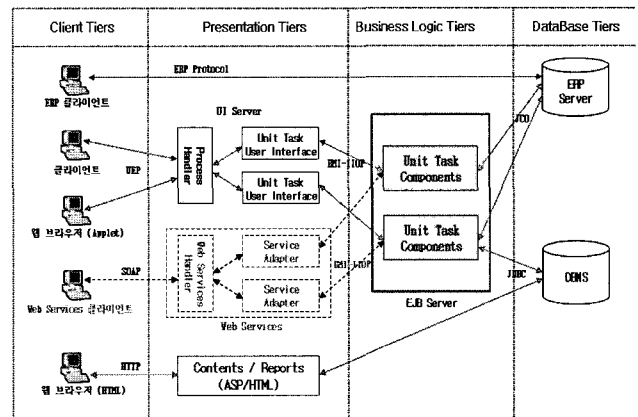 Client Tiers
Presentation Tiers
Business Logic Tiers
DataBase Tiers
ERP Protocol
ERP 클라이언트
ERP
Server
UI Server
JCO
Process
Handler
Unit Task
User Interface
RMI-IIOP
Unit Task
Components
클라이언트
UEP
Unit Task
User Interface
웹 브라우저 (Applet)
Unit Task
Components
Web Services
Handler
Service
Adapter
RMI-IIOP
SOAP
JDBC
DBMS
Service
Adapter
Web Services 클라이언트
EJB Server
Web Services
HTTP
Contents / Reports
(ASP/HTML)
웹 브라우저 (HTML)